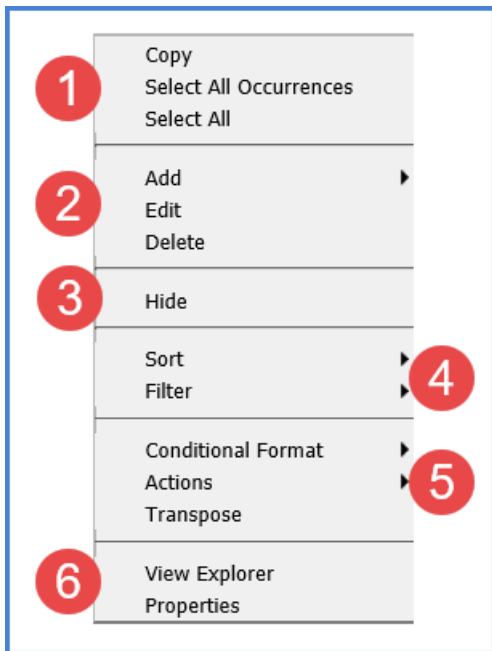 1
Copy
Select All Occurrences
Select All
2
Add
Edit
Delete
3
Hide
Sort
4
Filter
Conditional Format
Actions
5
Transpose
6
View Explorer
Properties